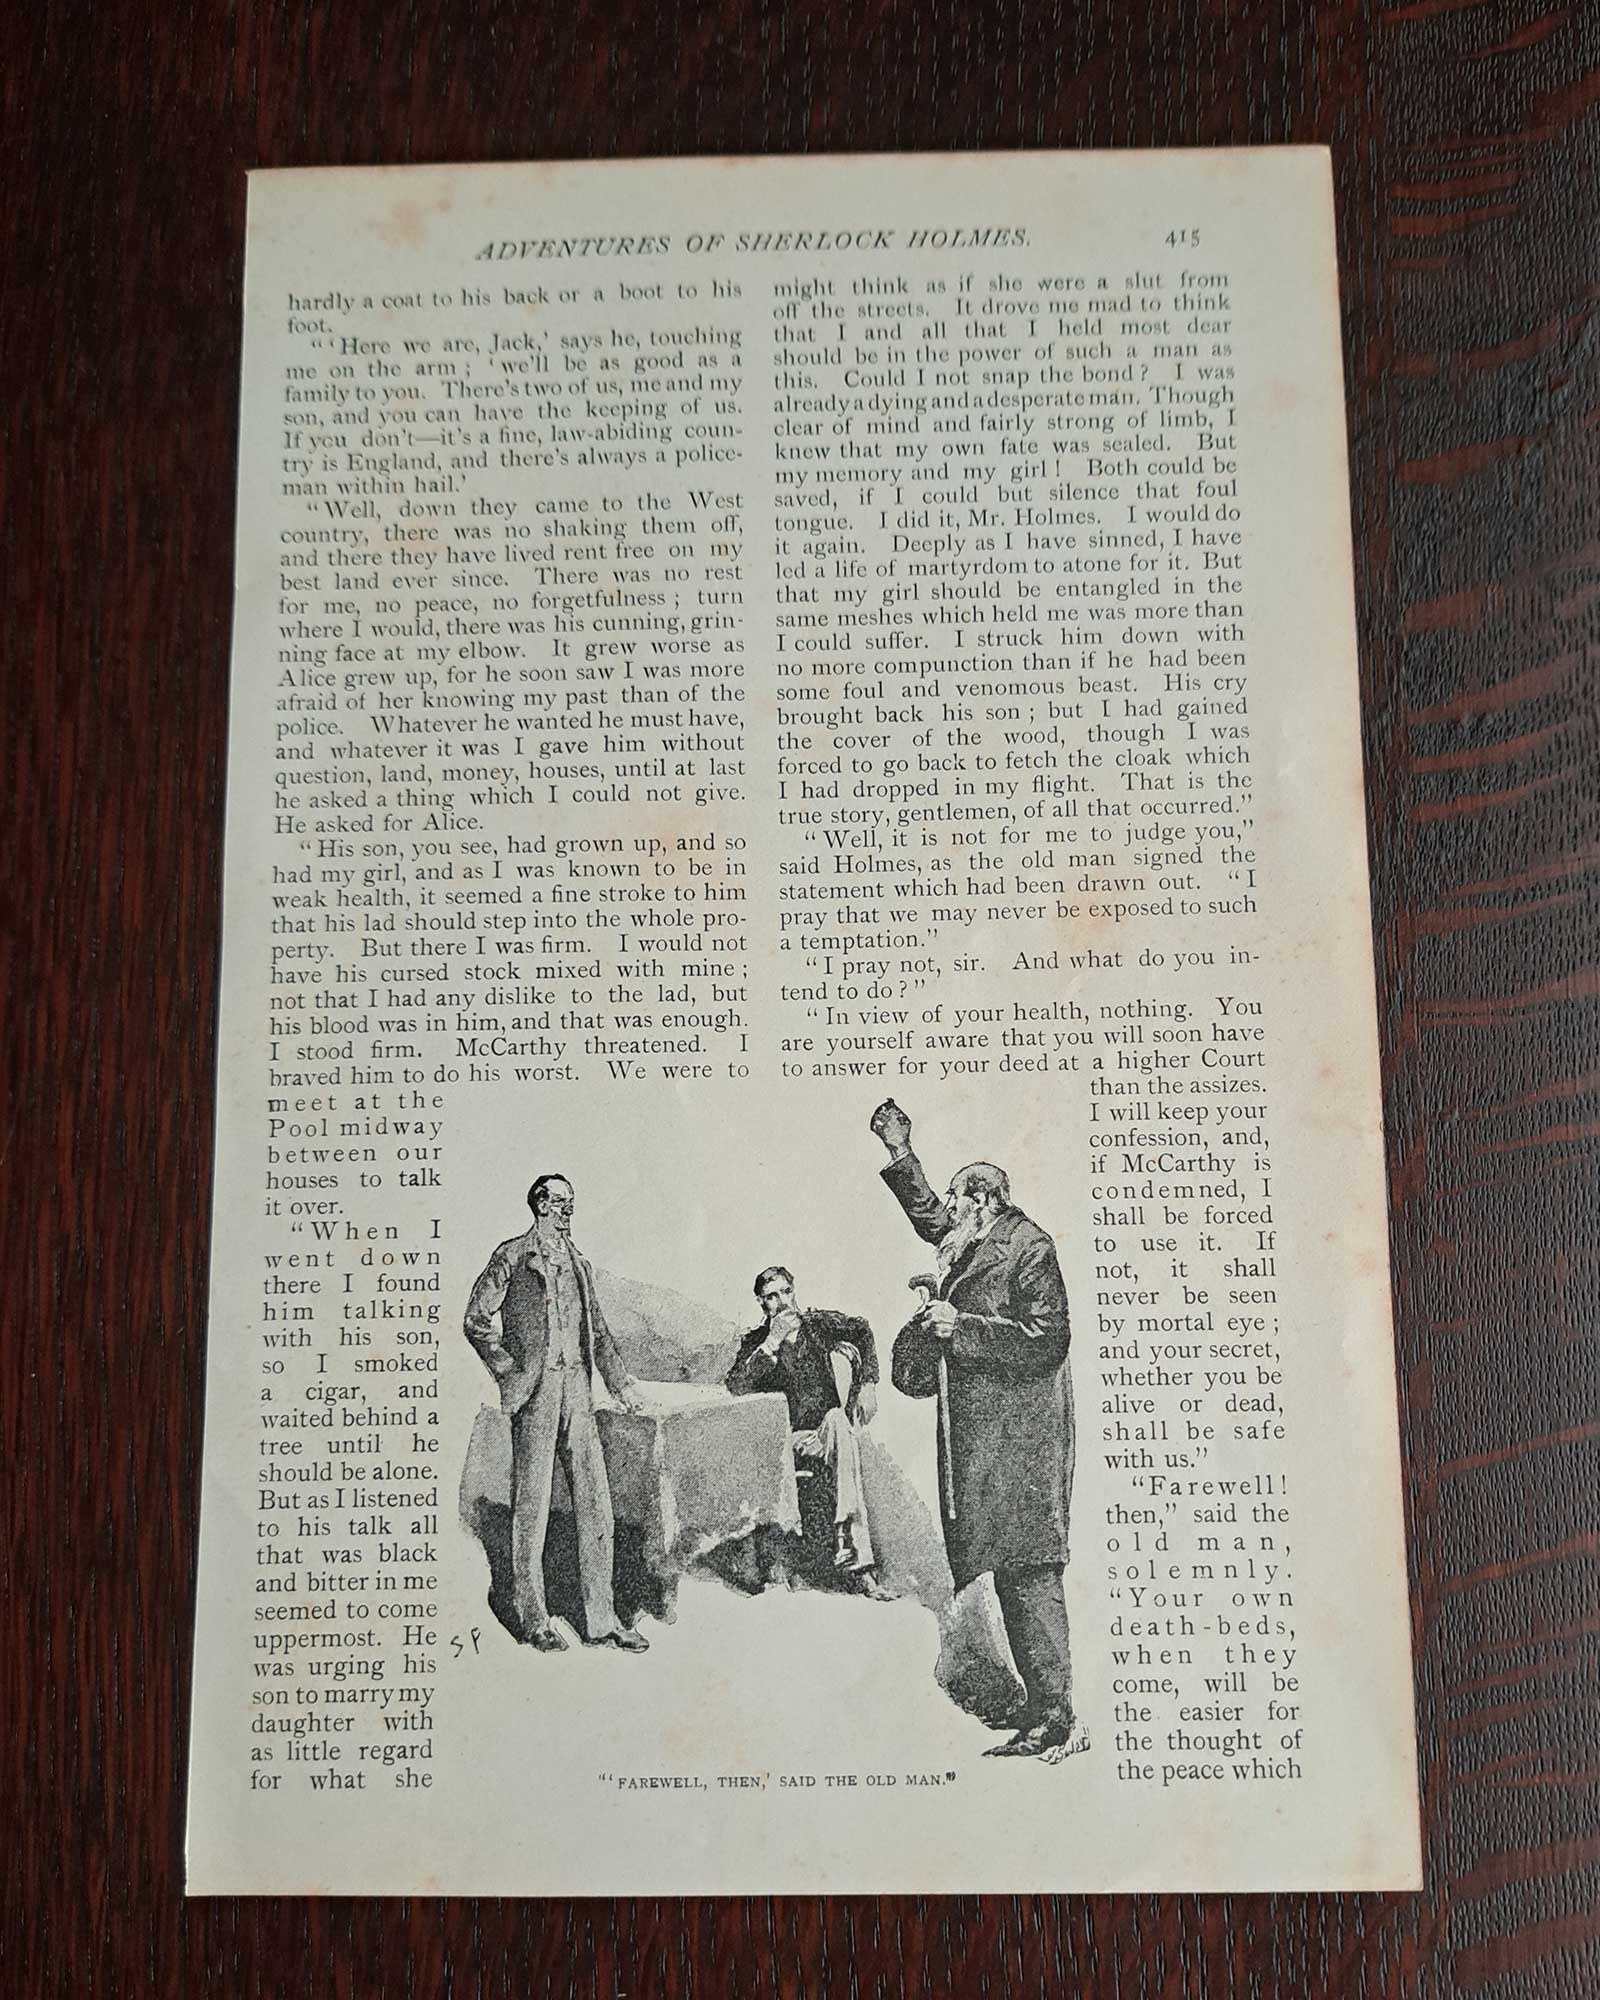 ADVENTURES OF SHERLOCK HOLMES. 415
hardly a coat to his back or a boot to his
foot.
“‘Here we are, Jack,’ says he, touching
me on the arm ; ‘we’ll be as good as a
family to you. There’s two of us, me and my
son, and you can have the keeping of us.
If you don’t—it’s a fine, law-abiding coun-
try is England, and there’s always a police-
man within hail.’
“Well, down they came to the West
country, there was no shaking them off,
and there they have lived rent free on my
best land ever since. There was no rest
for me, no peace, no forgetfulness ; turn
where I would, there was his cunning, grin-
ning face at my elbow. It grew worse as
Alice grew up, for he soon saw I was more
afraid of her knowing my past than of the
police. Whatever he wanted he must have,
and whatever it was I gave him without
question, land, money, houses, until at last
he asked a thing which I could not give.
He asked for Alice.
“His son, you see, had grown up, and so
had my girl, and as I was known to be in
weak health, it seemed a fine stroke to him
that his lad should step into the whole pro-
perty. But there I was firm. I would not
have his cursed stock mixed with mine ;
not that I had any dislike to the lad, but
his blood was in him, and that was enough.
I stood firm. McCarthy threatened. I
braved him to do his worst. We were to
meet at the
Pool midway
between our
houses to talk
it over.
“When I
went down
there I found
him talking
with his son,
so I smoked
a cigar, and
waited behind a
tree until he
should be alone.
But as I listened
to his talk all
that was black
and bitter in me
seemed to come
uppermost. He
was urging his
son to marry my
daughter with
as little regard
for what she
might think as if she were a slut from
off the streets. It drove me mad to think
that I and all that I held most dear
should be in the power of such a man as
this. Could I not snap the bond ? I was
already a dying and a desperate man. Though
clear of mind and fairly strong of limb, I
knew that my own fate was sealed. But
my memory and my girl ! Both could be
saved, if I could but silence that foul
tongue. I did it, Mr. Holmes. I would do
it again. Deeply as I have sinned, I have
led a life of martyrdom to atone for it. But
that my girl should be entangled in the
same meshes which held me was more than
I could suffer. I struck him down with
no more compunction than if he had been
some foul and venomous beast. His cry
brought back his son ; but I had gained
the cover of the wood, though I was
forced to go back to fetch the cloak which
I had dropped in my flight. That is the
true story, gentlemen, of all that occurred.”
“Well, it is not for me to judge you,”
said Holmes, as the old man signed the
statement which had been drawn out. “I
pray that we may never be exposed to such
a temptation.”
“I pray not, sir. And what do you in-
tend to do ?”
“In view of your health, nothing. You
are yourself aware that you will soon have
to answer for your deed at a higher Court
than the assizes.
I will keep your
confession, and,
if McCarthy is
condemned, I
shall be forced
to use it. If
not, it shall
never be seen
by mortal eye ;
and your secret,
whether you be
alive or dead,
shall be safe
with us.”
“Farewell !
then,” said the
old man,
solemnly.
“Your own
death-beds,
when they
come, will be
the easier for
the thought of
the peace which
SP
“‘FAREWELL, THEN,’ SAID THE OLD MAN.”